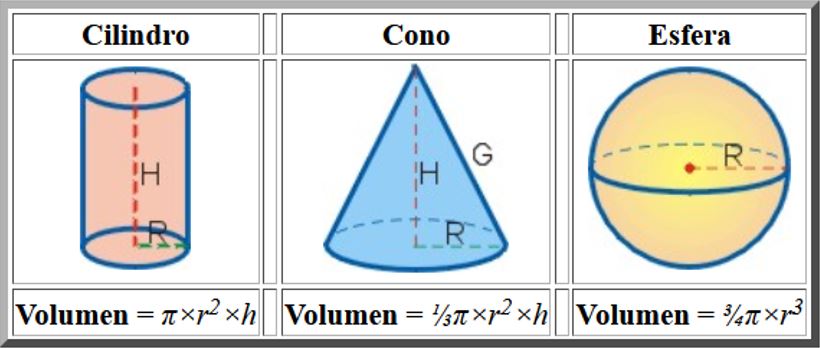 Cilindro
Cono
Esfera
H
R
H
G
R
R
Volumen = π×r²×h
Volumen = ⅓π×r²×h
Volumen = ¾π×r³